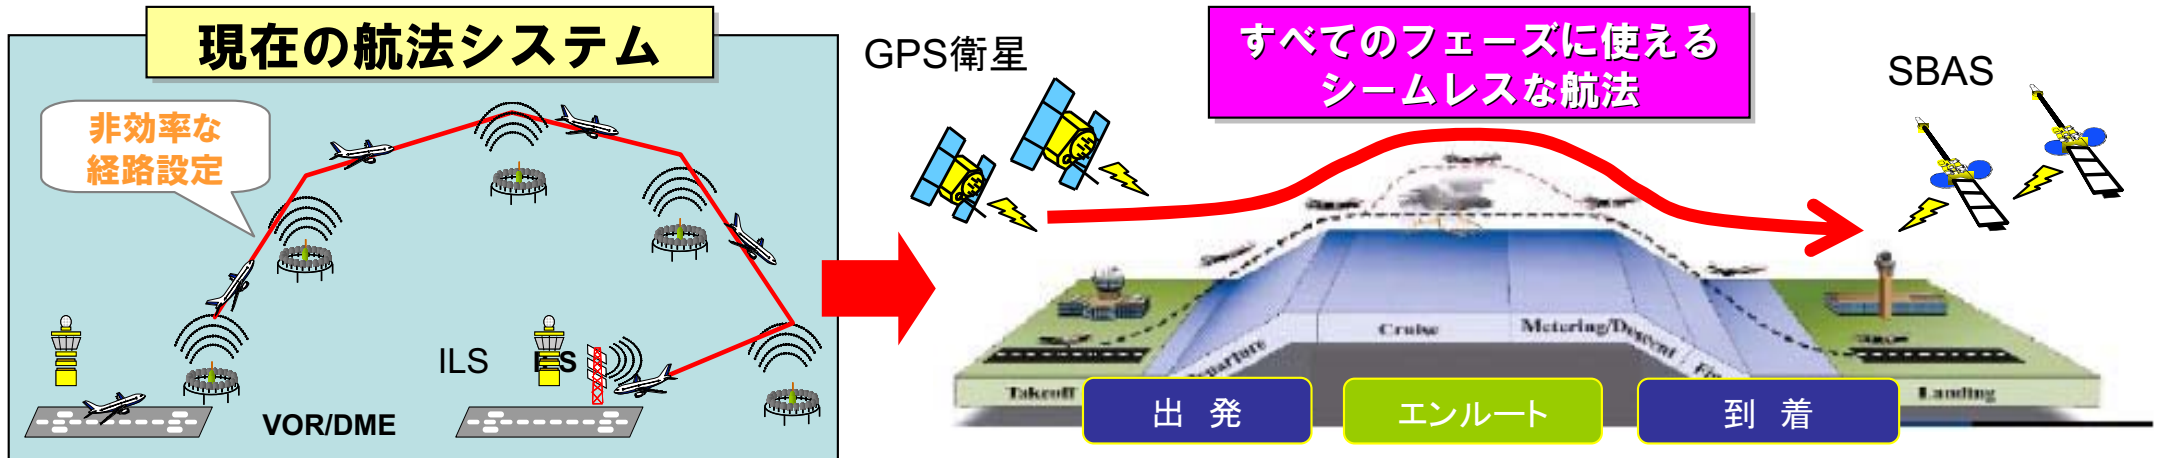 現在の航法システム
非効率な
経路設定
ILS
VOR/DME
GPS衛星
すべてのフェーズに使える
シームレスな航法
SBAS
Takeoff
Departure
Cruise
Metering/Descent
Landing
出 発
エンルート
到 着